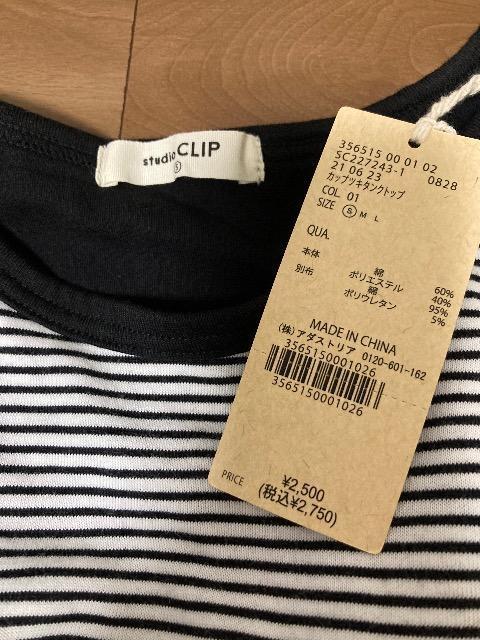 studio CLIP
S
356515 00 01 02
SC227243-1 0828
21 06 23
カップツキタンクトップ
COL 01
SIZE Ⓢ M L
QUA.
本体 綿 60%
ポリエステル 40%
別布 綿 95%
ポリウレタン 5%
MADE IN CHINA
(株)アダストリア 0120-601-162
3565150001026
3565150001026
PRICE ¥2,500
(税込¥2,750)